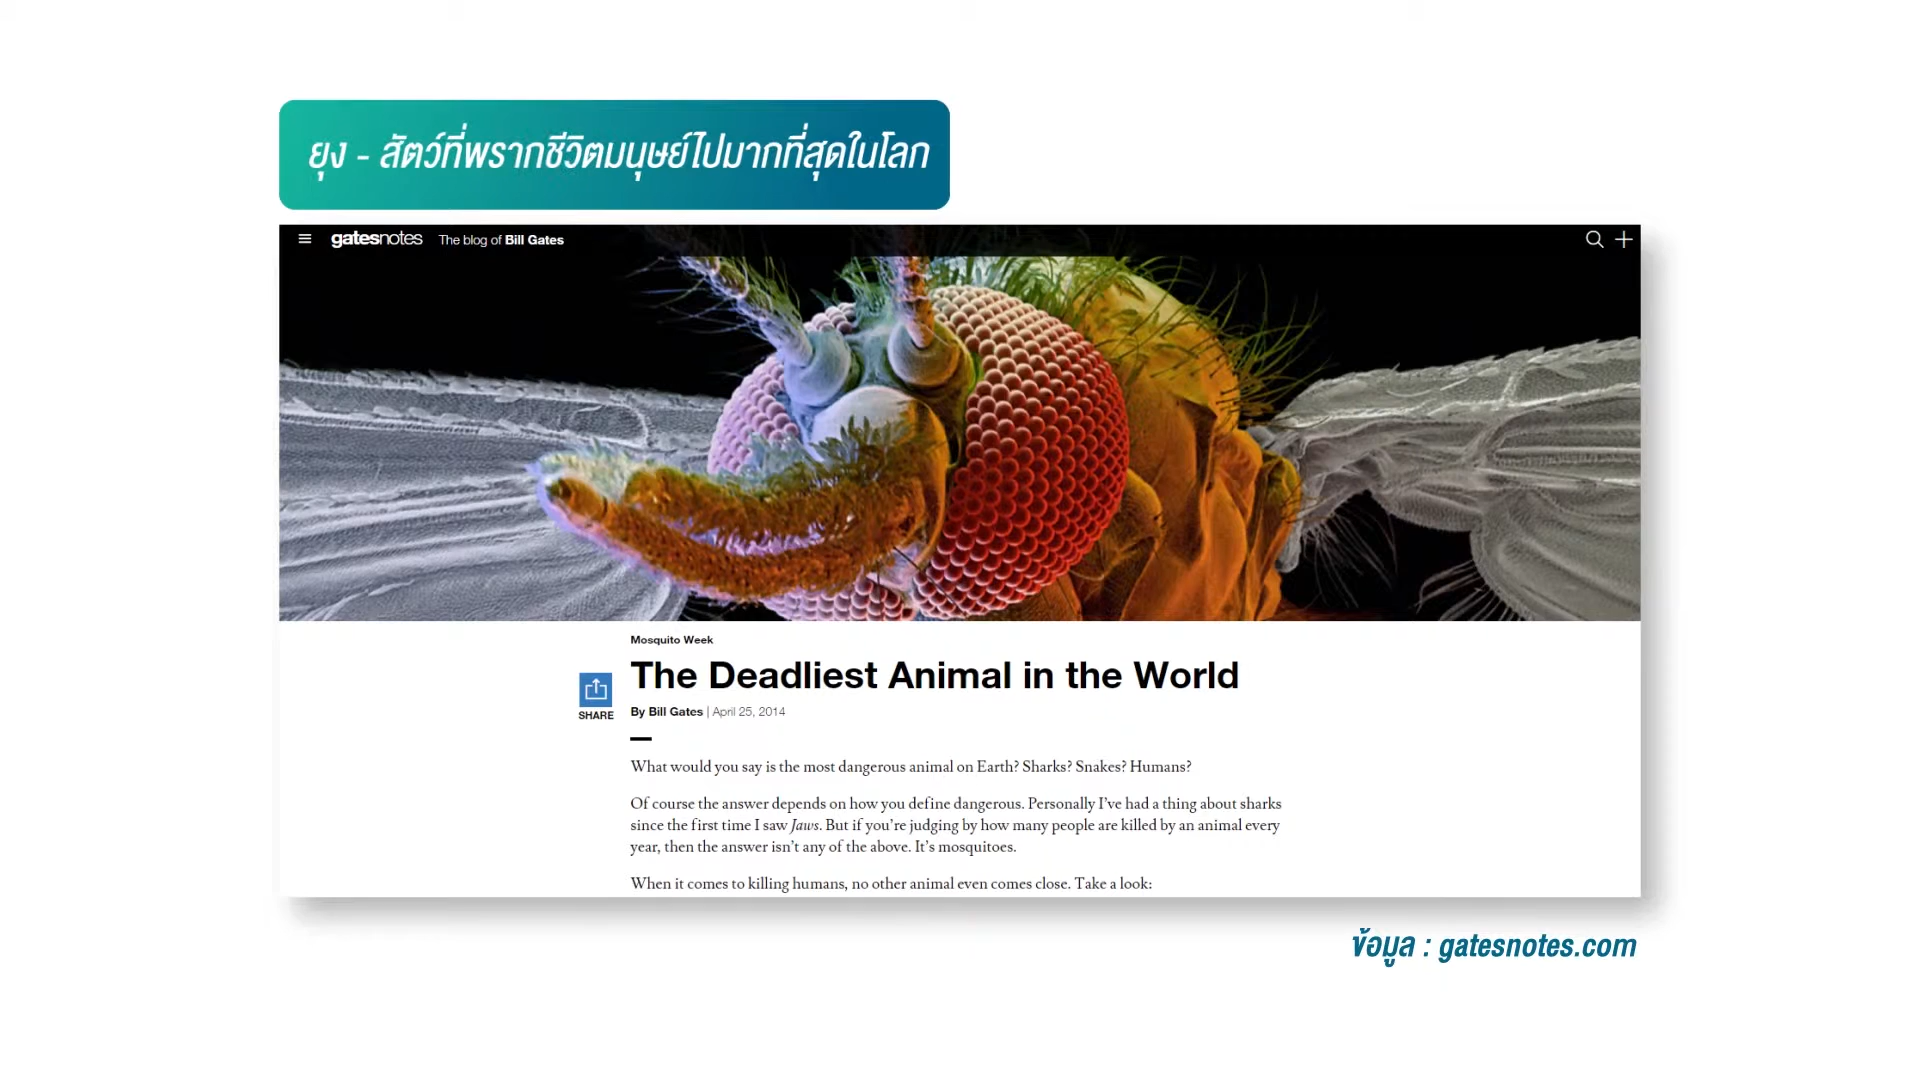 ยุง - สัตว์ที่พรากชีวิตมนุษย์ไปมากที่สุดในโลก
gatesnotes The blog of Bill Gates
Mosquito Week
The Deadliest Animal in the World
SHARE
By Bill Gates | April 25, 2014
What would you say is the most dangerous animal on Earth? Sharks? Snakes? Humans?
Of course the answer depends on how you define dangerous. Personally I’ve had a thing about sharks
since the first time I saw Jaws. But if you’re judging by how many people are killed by an animal every
year, then the answer isn’t any of the above. It’s mosquitoes.
When it comes to killing humans, no other animal even comes close. Take a look:
ข้อมูล : gatesnotes.com